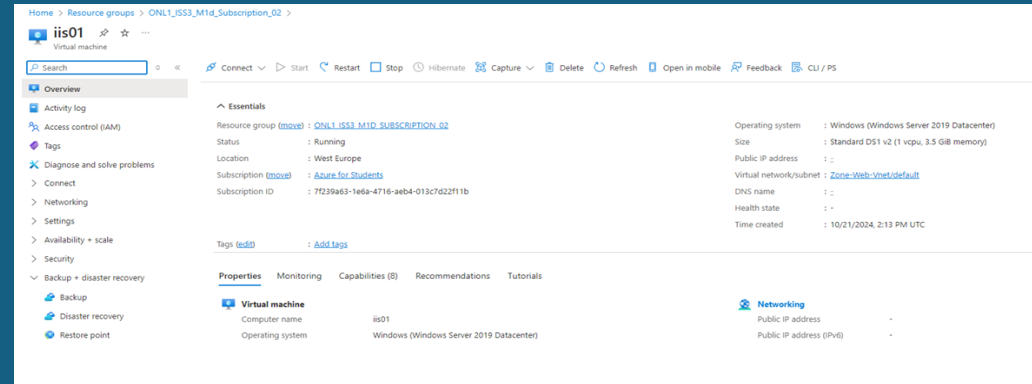 Home > Resource groups > ONL1_ISS3_M1d_Subscription_02 >
iis01
Virtual machine
Search
Connect Start Restart Stop Hibernate Capture Delete Refresh Open in mobile Feedback CLI / PS
Overview
Activity log
Access control (IAM)
Tags
Diagnose and solve problems
Connect
Networking
Settings
Availability + scale
Security
Backup + disaster recovery
Backup
Disaster recovery
Restore point
Essentials
Resource group (move) : ONL1_ISS3_M1D_SUBSCRIPTION_02
Status : Running
Location : West Europe
Subscription (move) : Azure for Students
Subscription ID : 7f239a63-1e6a-4716-aeb4-013c7d22f11b
Operating system : Windows (Windows Server 2019 Datacenter)
Size : Standard DS1 v2 (1 vcpu, 3.5 GiB memory)
Public IP address : -
Virtual network/subnet : Zone-Web-Vnet/default
DNS name : -
Health state : -
Time created : 10/21/2024, 2:13 PM UTC
Tags (edit) : Add tags
Properties Monitoring Capabilities (8) Recommendations Tutorials
Virtual machine
Computer name iis01
Operating system Windows (Windows Server 2019 Datacenter)
Networking
Public IP address -
Public IP address (IPv6) -